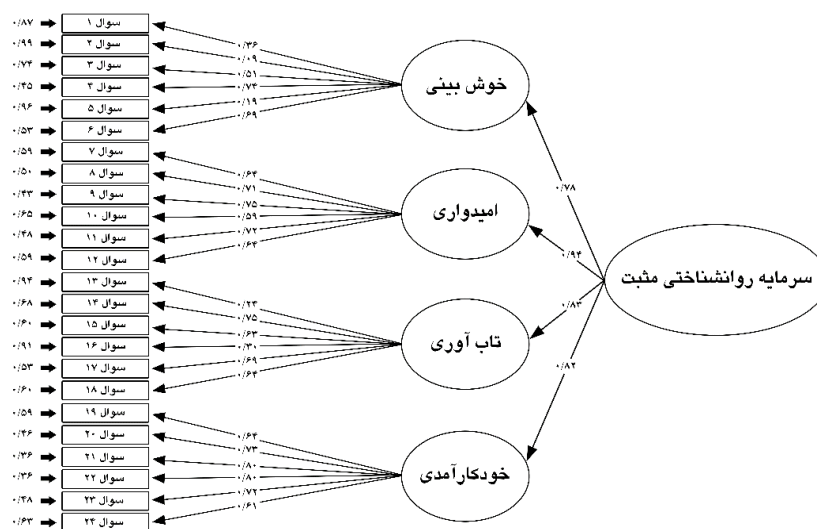 ۰/۸۷ سوال ۱ ۰/۳۶
۰/۹۹ سوال ۲ ۰/۰۹
۰/۷۴ سوال ۳ ۰/۵۱
۰/۴۵ سوال ۴ ۰/۷۴
۰/۹۶ سوال ۵ ۰/۱۹
۰/۵۳ سوال ۶ ۰/۶۹
خوش بینی
۰/۷۸
۰/۵۹ سوال ۷ ۰/۶۴
۰/۵۰ سوال ۸ ۰/۷۱
۰/۴۳ سوال ۹ ۰/۷۵
۰/۶۵ سوال ۱۰ ۰/۵۹
۰/۴۸ سوال ۱۱ ۰/۷۲
۰/۵۹ سوال ۱۲ ۰/۶۴
امیدواری
۰/۹۴
سرمایه روانشناختی مثبت
۰/۹۴ سوال ۱۳ ۰/۲۴
۰/۶۸ سوال ۱۴ ۰/۷۵
۰/۶۰ سوال ۱۵ ۰/۶۳
۰/۹۱ سوال ۱۶ ۰/۳۰
۰/۵۳ سوال ۱۷ ۰/۶۹
۰/۶۰ سوال ۱۸ ۰/۶۴
تاب آوری
۰/۸۳
۰/۵۹ سوال ۱۹ ۰/۶۴
۰/۴۶ سوال ۲۰ ۰/۷۳
۰/۳۶ سوال ۲۱ ۰/۸۰
۰/۳۶ سوال ۲۲ ۰/۸۰
۰/۴۸ سوال ۲۳ ۰/۷۲
۰/۶۳ سوال ۲۴ ۰/۶۱
خودکارآمدی
۰/۸۲